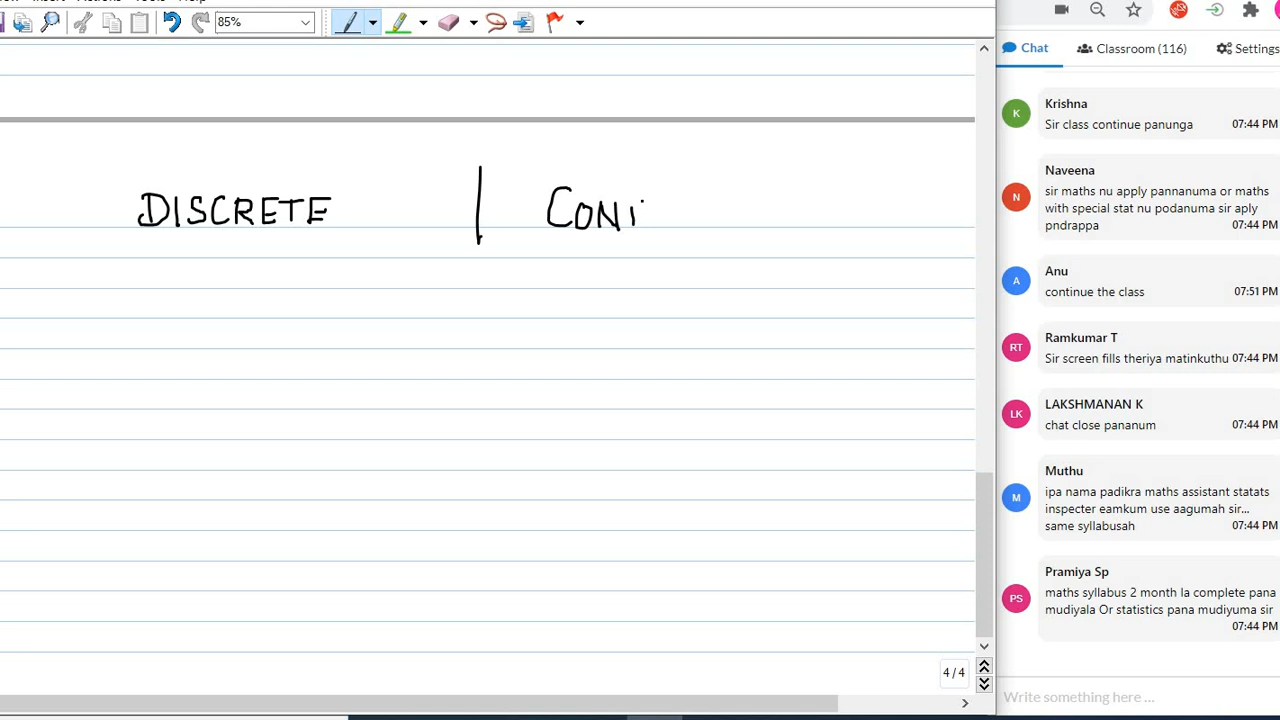 85%
DISCRETE | CONT
4 / 4
Chat
Classroom (116)
Settings
K
Krishna
Sir class continue panunga
07:44 PM
N
Naveena
sir maths nu apply pannanuma or maths
with special stat nu podanuma sir aply
pndrappa
07:44 PM
A
Anu
continue the class
07:51 PM
RT
Ramkumar T
Sir screen fills theriya matinkuthu
07:44 PM
LK
LAKSHMANAN K
chat close pananum
07:44 PM
M
Muthu
ipa nama padikra maths assistant statats
inspecter eamkum use aagumah sir...
same syllabusah
07:44 PM
PS
Pramiya Sp
maths syllabus 2 month la complete pana
mudiyala Or statistics pana mudiyuma sir
07:44 PM
Write something here ...